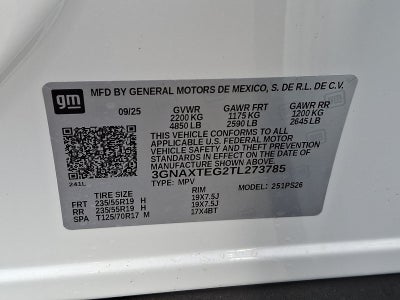 gm
MFD BY GENERAL MOTORS DE MEXICO, S. DE R.L. DE C.V.
09/25 GVWR GAWR FRT GAWR RR
2200 KG 1175 KG 1200 KG
4850 LB 2590 LB 2645 LB
THIS VEHICLE CONFORMS TO ALL
APPLICABLE U.S. FEDERAL MOTOR
VEHICLE SAFETY AND THEFT PREVENTION
STANDARDS IN EFFECT ON THE DATE OF
MANUFACTURE SHOWN ABOVE.
3GNAXTEG2TL273785
241L TYPE: MPV MODEL: 251PS26
TIRE SIZE RIM
FRT 235/55R19 H 19X7.5J
RR 235/55R19 H 19X7.5J
SPA T125/70R17 M 17X4BT